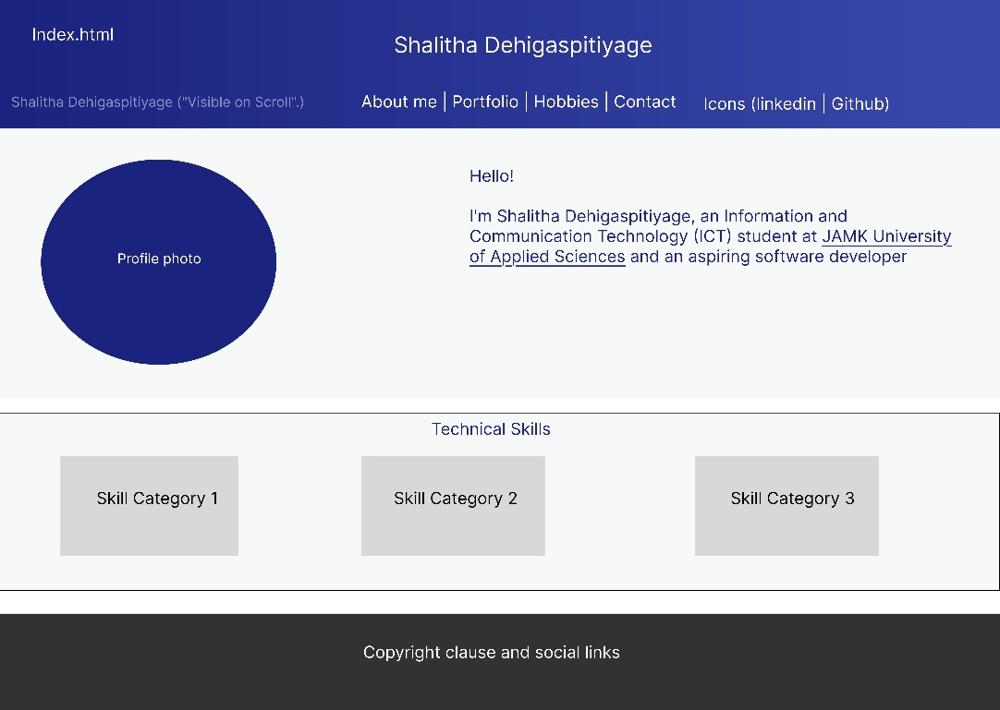 Index.html
Shalitha Dehigaspitiyage
Shalitha Dehigaspitiyage ("Visible on Scroll".)
About me | Portfolio | Hobbies | Contact
Icons (linkedin | Github)
Profile photo
Hello!
I'm Shalitha Dehigaspitiyage, an Information and
Communication Technology (ICT) student at JAMK University
of Applied Sciences and an aspiring software developer
Technical Skills
Skill Category 1
Skill Category 2
Skill Category 3
Copyright clause and social links